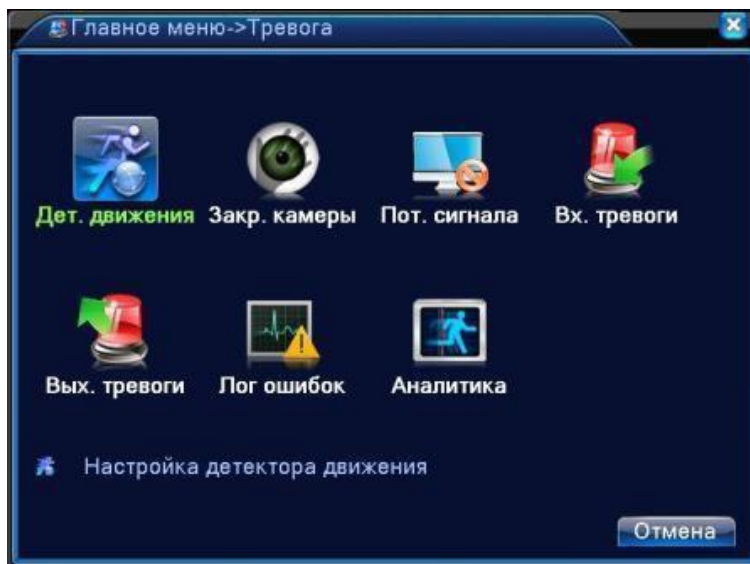 Главное меню->Тревога
Дет. движения Закр. камеры Пот. сигнала Вх. тревоги
Вых. тревоги Лог ошибок Аналитика
Настройка детектора движения
Отмена